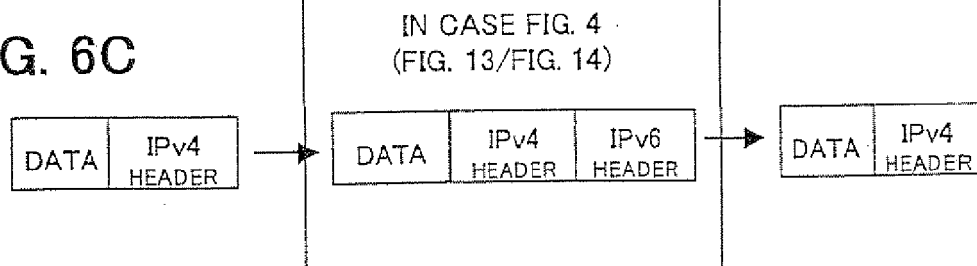 G. 6C
IN CASE FIG. 4
(FIG. 13/FIG. 14)
DATA
IPv4
HEADER
DATA
IPv4
HEADER
IPv6
HEADER
DATA
IPv4
HEADER